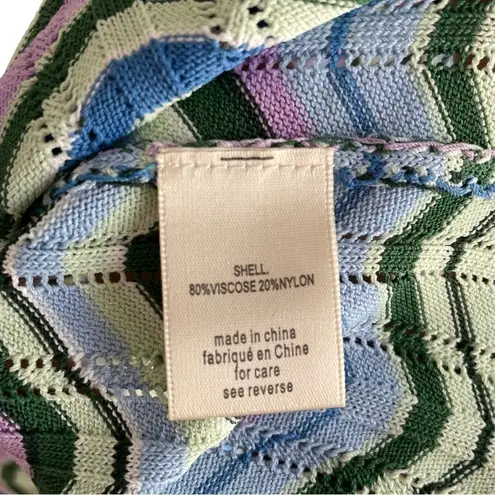 SHELL.
80%VISCOSE 20%NYLON
made in china
fabriqué en Chine
for care
see reverse